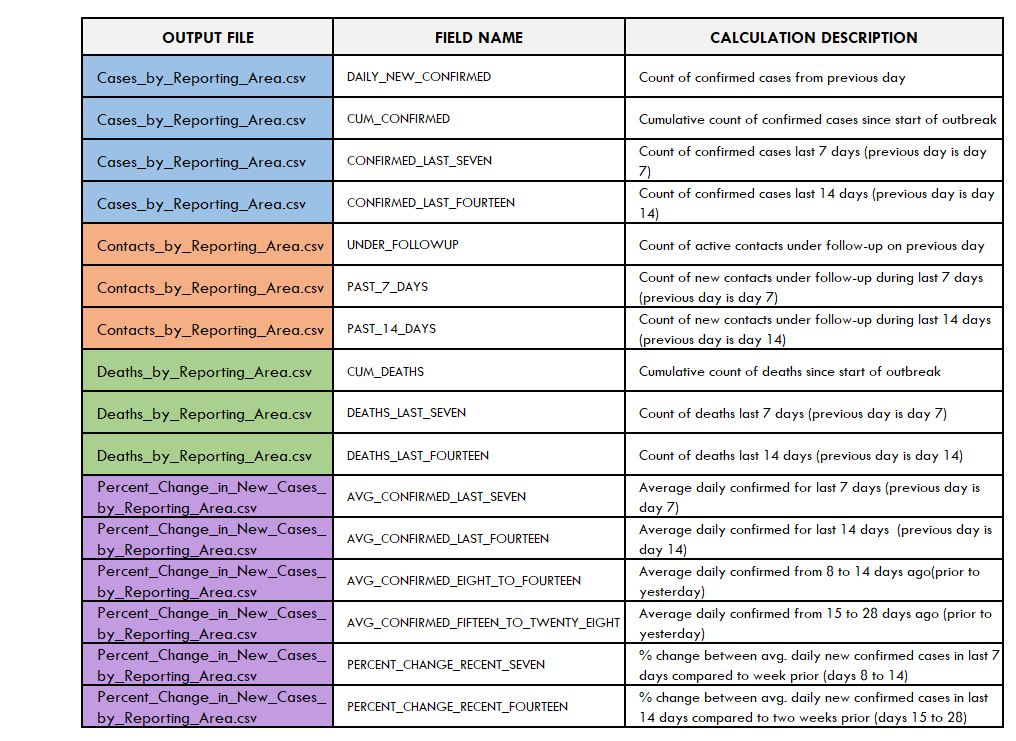 OUTPUT FILE FIELD NAME CALCULATION DESCRIPTION
Cases_by_Reporting_Area.csv DAILY_NEW_CONFIRMED Count of confirmed cases from previous day
Cases_by_Reporting_Area.csv CUM_CONFIRMED Cumulative count of confirmed cases since start of outbreak
Cases_by_Reporting_Area.csv CONFIRMED_LAST_SEVEN Count of confirmed cases last 7 days (previous day is day
7)
Cases_by_Reporting_Area.csv CONFIRMED_LAST_FOURTEEN Count of confirmed cases last 14 days (previous day is day
14)
Contacts_by_Reporting_Area.csv UNDER_FOLLOWUP Count of active contacts under follow-up on previous day
Contacts_by_Reporting_Area.csv PAST_7_DAYS Count of new contacts under follow-up during last 7 days
(previous day is day 7)
Contacts_by_Reporting_Area.csv PAST_14_DAYS Count of new contacts under follow-up during last 14 days
(previous day is day 14)
Deaths_by_Reporting_Area.csv CUM_DEATHS Cumulative count of deaths since start of outbreak
Deaths_by_Reporting_Area.csv DEATHS_LAST_SEVEN Count of deaths last 7 days (previous day is day 7)
Deaths_by_Reporting_Area.csv DEATHS_LAST_FOURTEEN Count of deaths last 14 days (previous day is day 14)
Percent_Change_in_New_Cases_ AVG_CONFIRMED_LAST_SEVEN Average daily confirmed for last 7 days (previous day is
by_Reporting_Area.csv day 7)
Percent_Change_in_New_Cases_ AVG_CONFIRMED_LAST_FOURTEEN Average daily confirmed for last 14 days (previous day is
by_Reporting_Area.csv day 14)
Percent_Change_in_New_Cases_ AVG_CONFIRMED_EIGHT_TO_FOURTEEN Average daily confirmed from 8 to 14 days ago(prior to
by_Reporting_Area.csv yesterday)
Percent_Change_in_New_Cases_ AVG_CONFIRMED_FIFTEEN_TO_TWENTY_EIGHT Average daily confirmed from 15 to 28 days ago (prior to
by_Reporting_Area.csv yesterday)
Percent_Change_in_New_Cases_ PERCENT_CHANGE_RECENT_SEVEN % change between avg. daily new confirmed cases in last 7
by_Reporting_Area.csv days compared to week prior (days 8 to 14)
Percent_Change_in_New_Cases_ PERCENT_CHANGE_RECENT_FOURTEEN % change between avg. daily new confirmed cases in last
by_Reporting_Area.csv 14 days compared to two weeks prior (days 15 to 28)